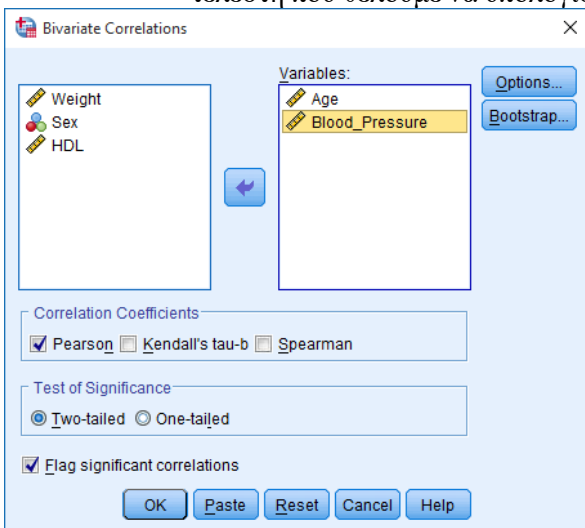 Bivariate Correlations
Variables:
Weight
Sex
HDL
Age
Blood_Pressure
Options...
Bootstrap...
Correlation Coefficients
Pearson Kendall's tau-b Spearman
Test of Significance
Two-tailed One-tailed
Flag significant correlations
OK Paste Reset Cancel Help